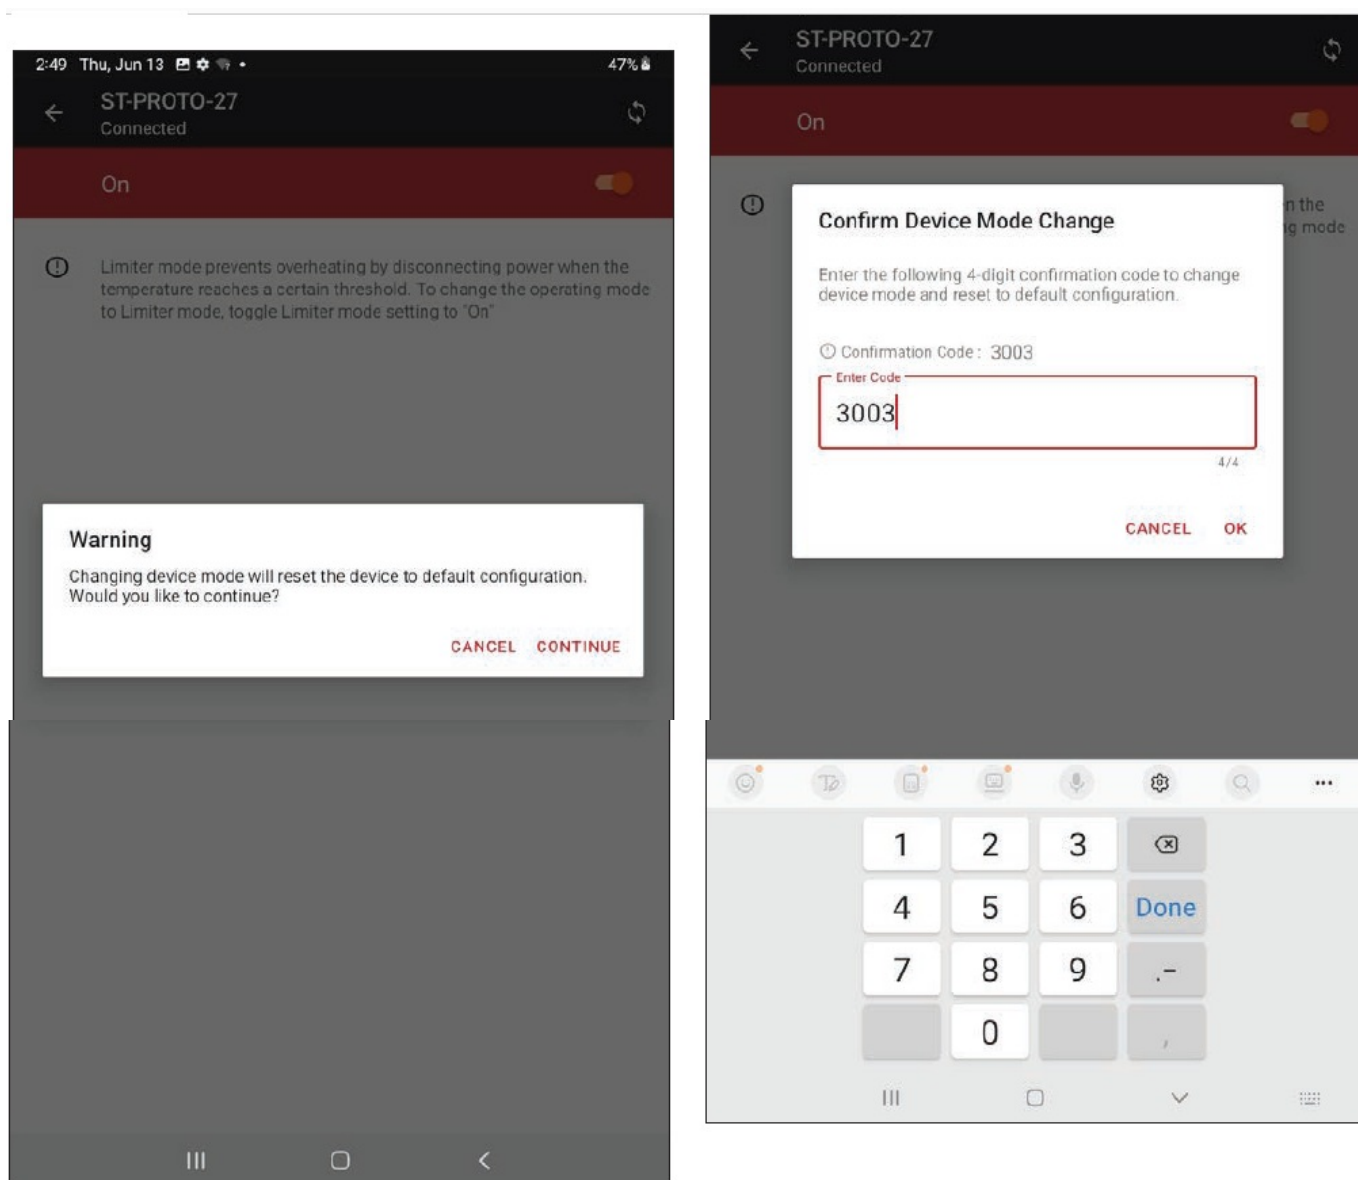 2:49 Thu, Jun 13
47%
ST-PROTO-27
Connected
On
Limiter mode prevents overheating by disconnecting power when the
temperature reaches a certain threshold. To change the operating mode
to Limiter mode, toggle Limiter mode setting to "On"
Warning
Changing device mode will reset the device to default configuration.
Would you like to continue?
CANCEL CONTINUE
ST-PROTO-27
Connected
On
n the
g mode
Confirm Device Mode Change
Enter the following 4-digit confirmation code to change
device mode and reset to default configuration.
Confirmation Code : 3003
Enter Code
3003
4/4
CANCEL OK
1 2 3
4 5 6 Done
7 8 9 .-
0 ,